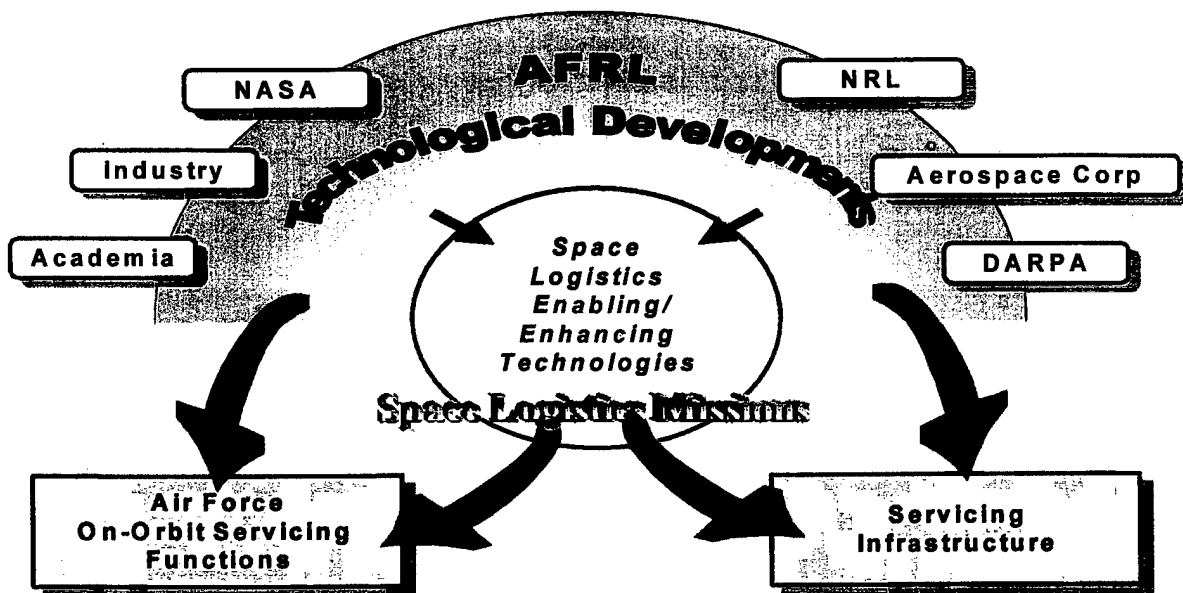 AFRL
NASA
NRL
Technological Developments
Industry
Aerospace Corp
Academia
DARPA
Space
Logistics
Enabling/
Enhancing
Technologies
Space Logistics Missions
Air Force
On-Orbit Servicing
Functions
Servicing
Infrastructure